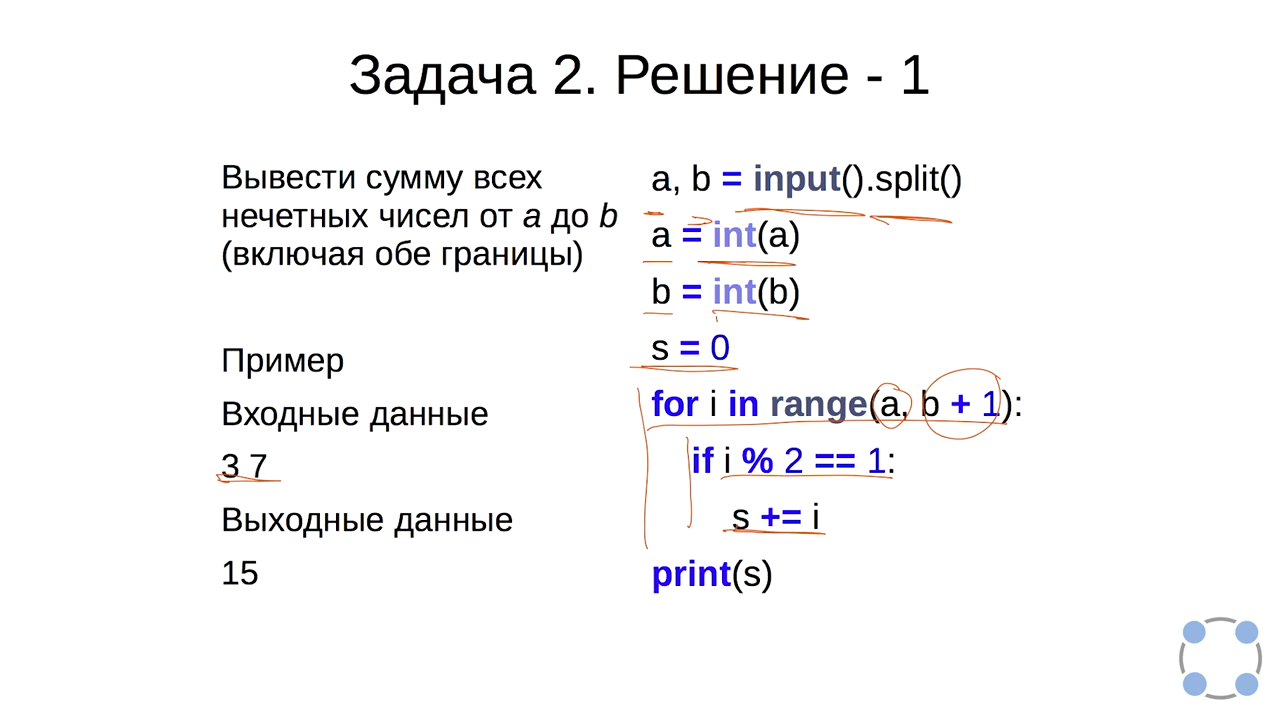 Задача 2. Решение - 1
Вывести сумму всех
нечетных чисел от a до b
(включая обе границы)
Пример
Входные данные
3 7
Выходные данные
15
a, b = input().split()
a = int(a)
b = int(b)
s = 0
for i in range(a, b + 1):
if i % 2 == 1:
s += i
print(s)